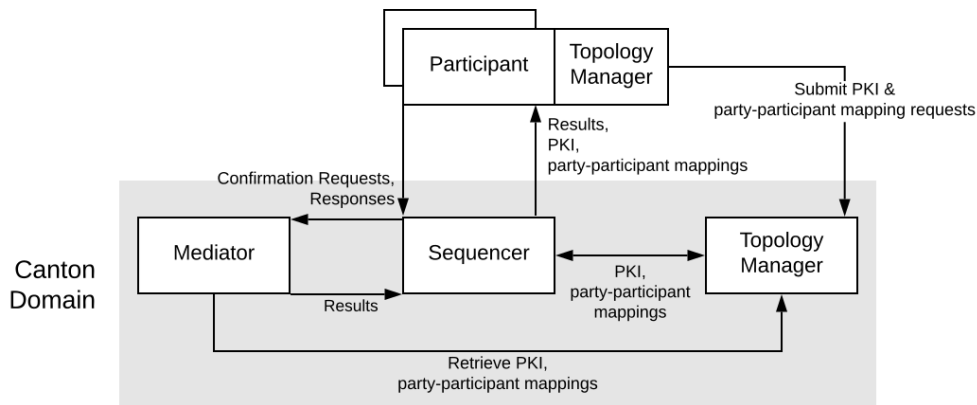 Participant
Topology
Manager
Submit PKI &
party-participant mapping requests
Results,
PKI,
party-participant mappings
Confirmation Requests,
Responses
Canton
Domain
Mediator
Sequencer
Topology
Manager
Results
PKI,
party-participant
mappings
Retrieve PKI,
party-participant mappings